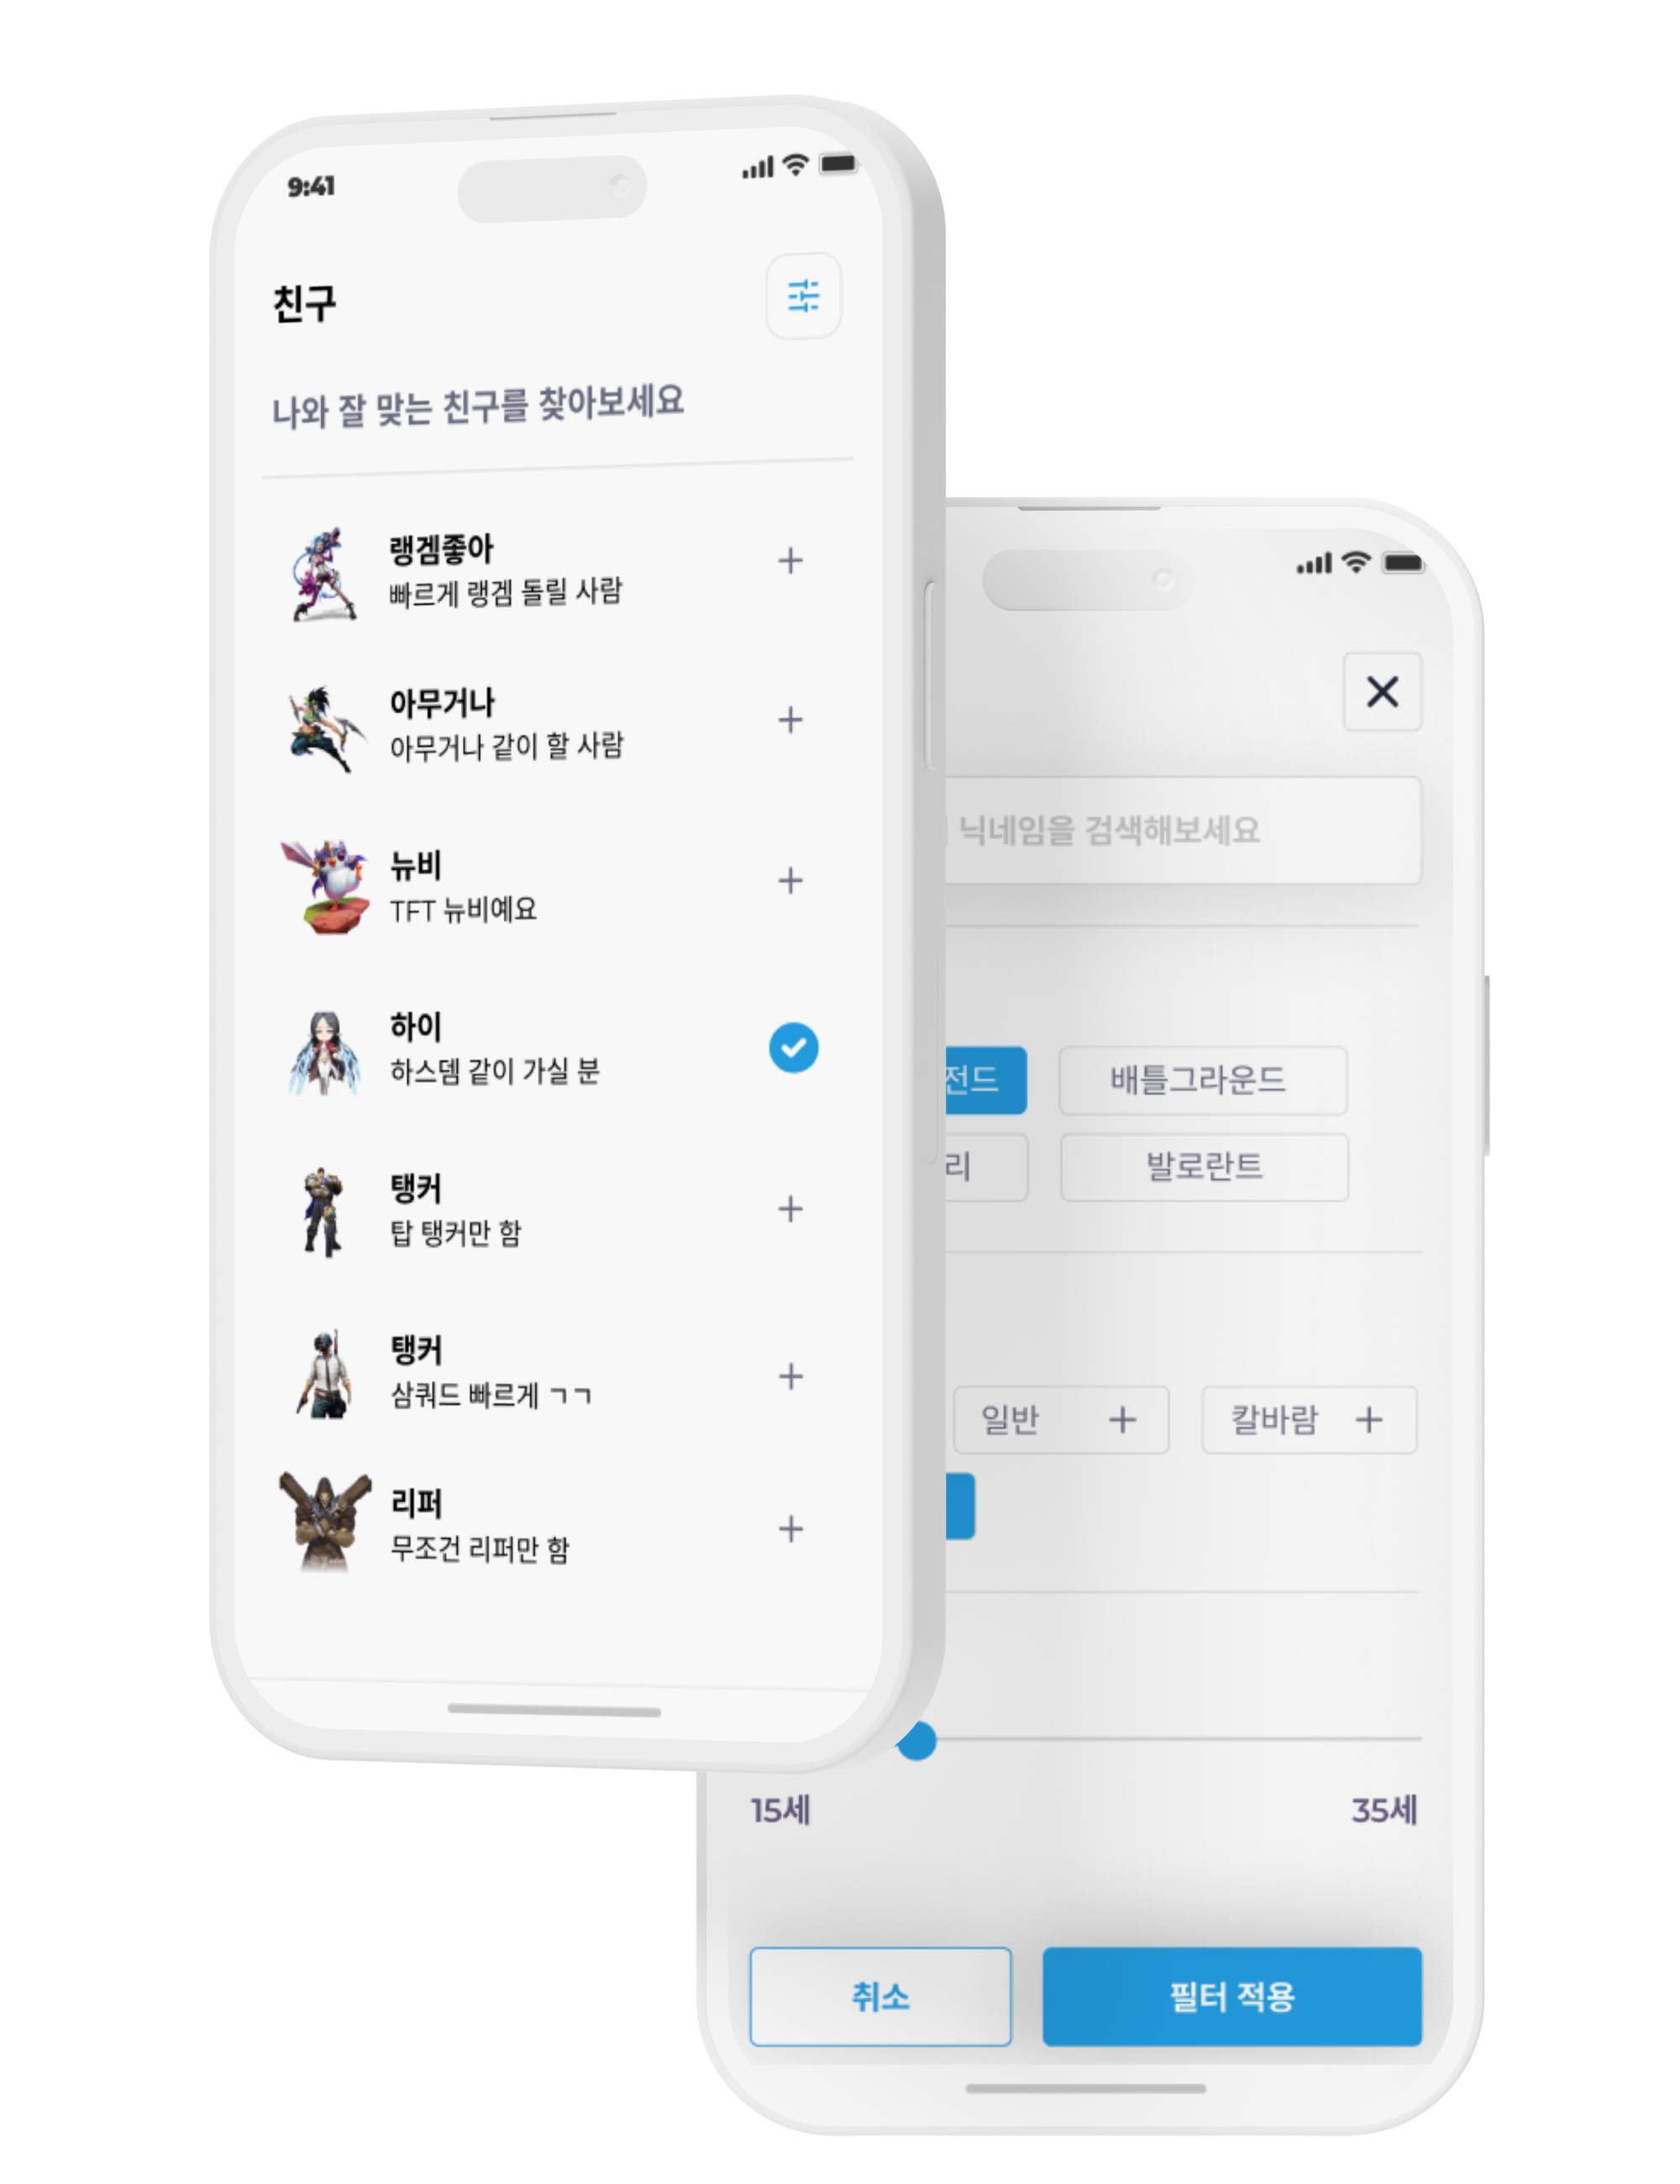 9:41
친구
나와 잘 맞는 친구를 찾아보세요
랭겜좋아
빠르게 랭겜 돌릴 사람
아무거나
아무거나 같이 할 사람
뉴비
TFT 뉴비예요
하이
하스뎀 같이 가실 분
탱커
탑 탱커만 함
탱커
삼쿼드 빠르게 ㄱㄱ
리퍼
무조건 리퍼만 함
닉네임을 검색해보세요
전드
배틀그라운드
리
발로란트
일반
칼바람
15세
35세
취소
필터 적용